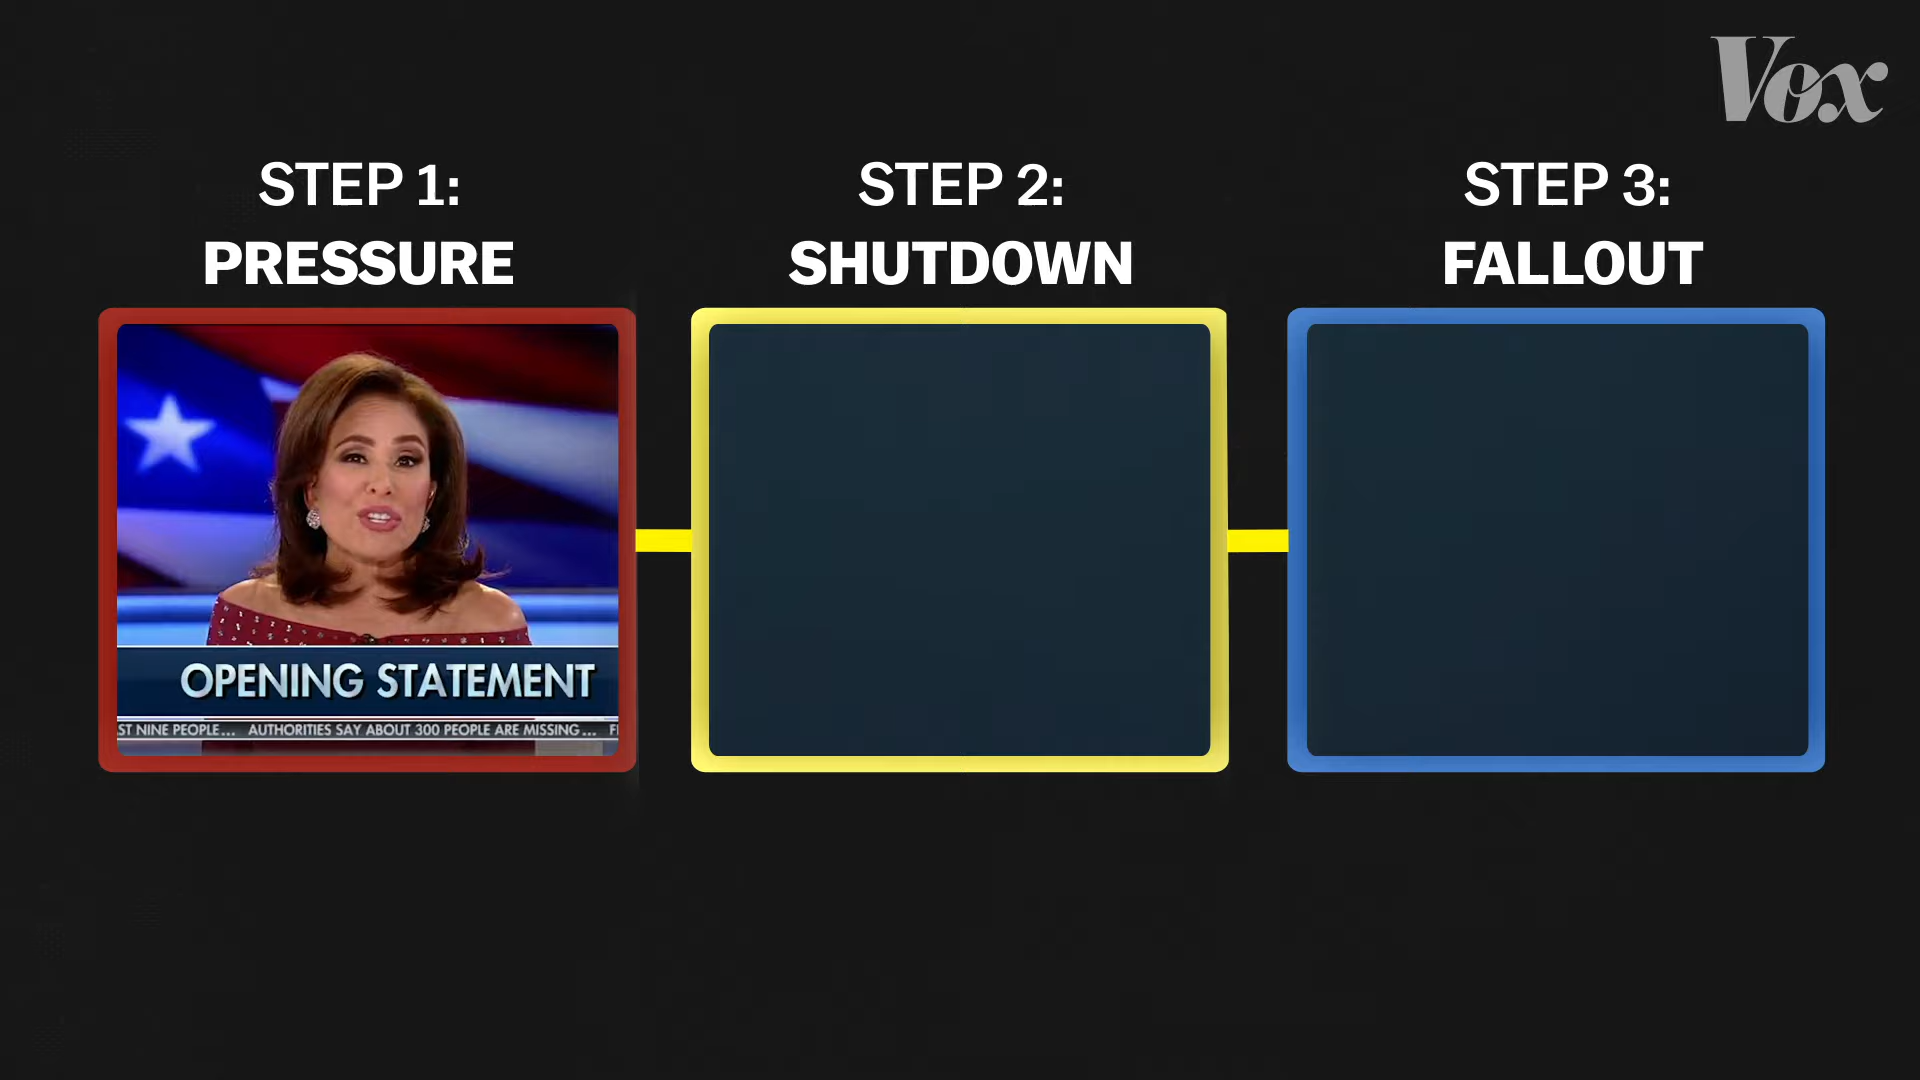 Vox
STEP 1:
PRESSURE
STEP 2:
SHUTDOWN
STEP 3:
FALLOUT
OPENING STATEMENT
ST NINE PEOPLE... AUTHORITIES SAY ABOUT 300 PEOPLE ARE MISSING... F